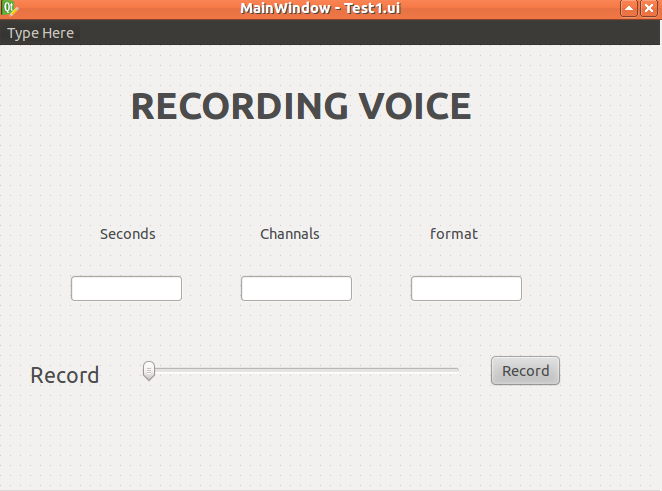 MainWindow - Test1.ui
Type Here
RECORDING VOICE
Seconds Channals format
Record Record